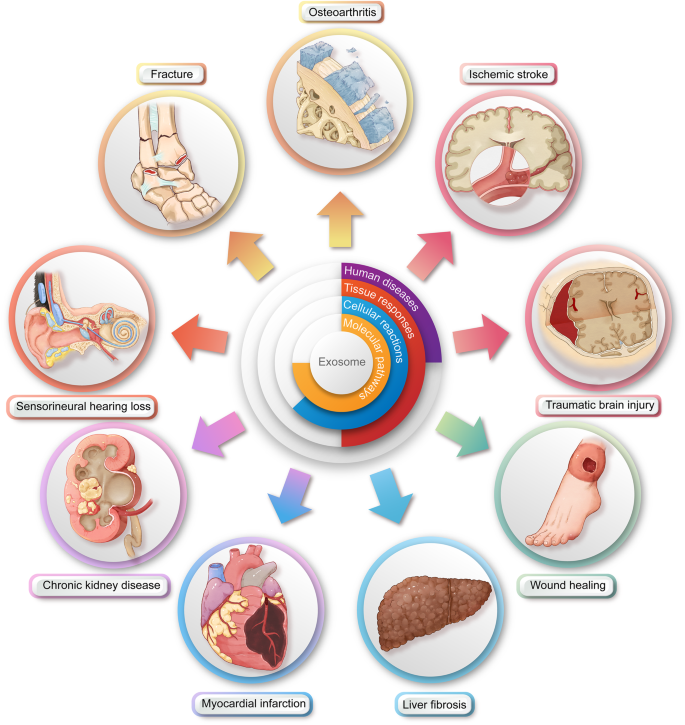 Osteoarthritis
Fracture
Ischemic stroke
Human diseases
Tissue responses
Cellular reactions
Molecular pathways
Exosome
Sensorineural hearing loss
Traumatic brain injury
Chronic kidney disease
Wound healing
Myocardial infarction
Liver fibrosis